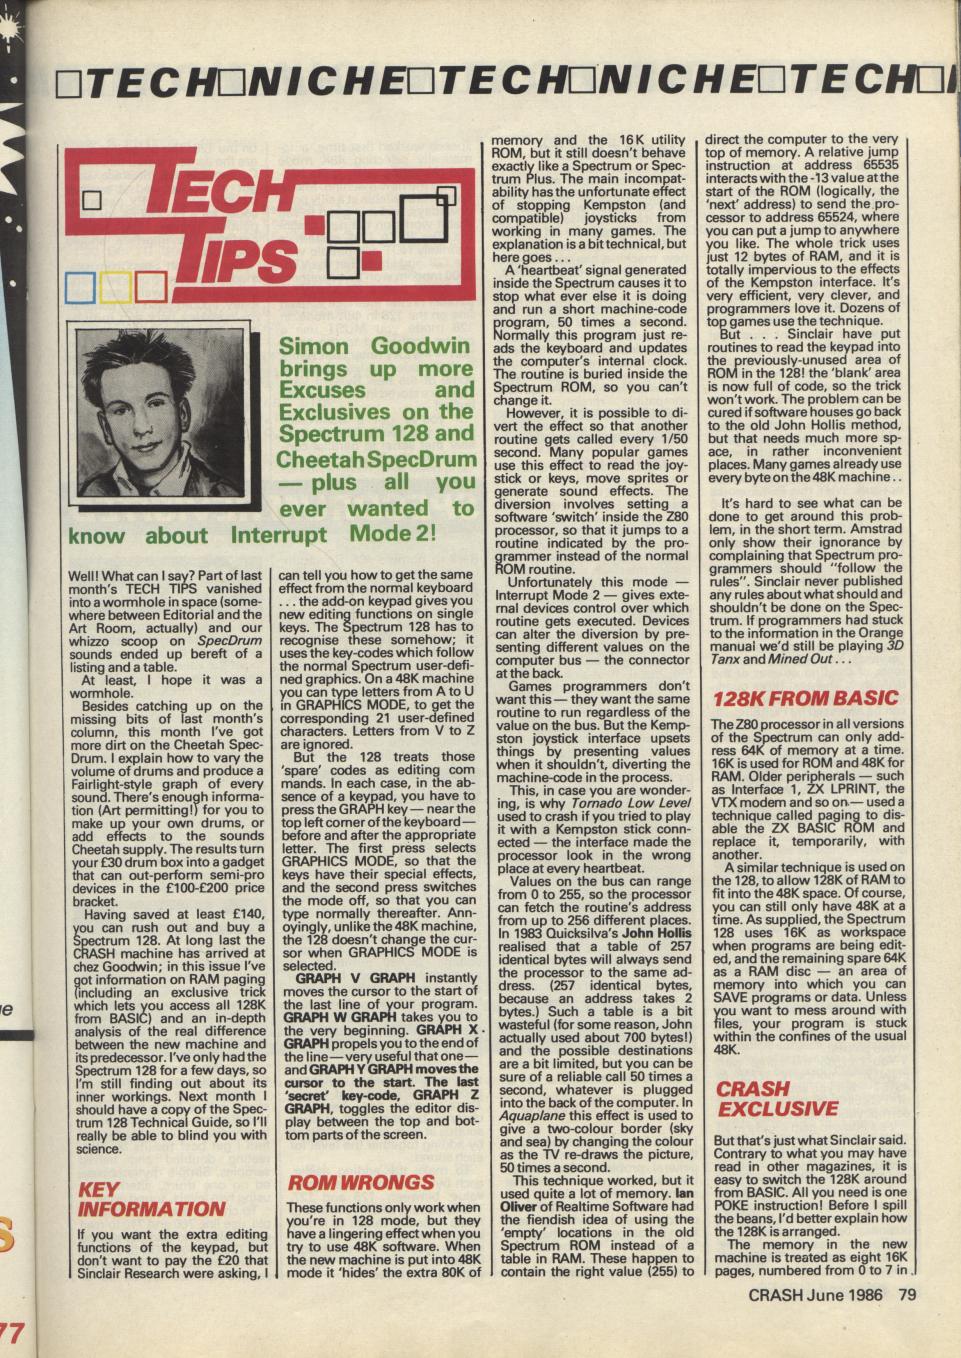 □TECH□NICHE□TECH□NICHE□TECH□
TECH
TIPS
Simon Goodwin
brings up more
Excuses and
Exclusives on the
Spectrum 128 and
Cheetah SpecDrum
— plus all you
ever wanted to
know about Interrupt Mode 2!
Well! What can I say? Part of last
month's TECH TIPS vanished
into a wormhole in space (some-
where between Editorial and the
Art Room, actually) and our
whizzo scoop on SpecDrum
sounds ended up bereft of a
listing and a table.
At least, I hope it was a
wormhole.
Besides catching up on the
missing bits of last month's
column, this month I've got
more dirt on the Cheetah Spec-
Drum. I explain how to vary the
volume of drums and produce a
Fairlight-style graph of every
sound. There's enough informa-
tion (Art permitting!) for you to
make up your own drums, or
add effects to the sounds
Cheetah supply. The results turn
your £30 drum box into a gadget
that can out-perform semi-pro
devices in the £100-£200 price
bracket.
Having saved at least £140,
you can rush out and buy a
Spectrum 128. At long last the
CRASH machine has arrived at
chez Goodwin; in this issue I've
got information on RAM paging
(including an exclusive trick
which lets you access all 128K
from BASIC) and an in-depth
analysis of the real difference
between the new machine and
its predecessor. I've only had the
Spectrum 128 for a few days, so
I'm still finding out about its
inner workings. Next month I
should have a copy of the Spec-
trum 128 Technical Guide, so I'll
really be able to blind you with
science.
KEY
INFORMATION
If you want the extra editing
functions of the keypad, but
don't want to pay the £20 that
Sinclair Research were asking, I
can tell you how to get the same
effect from the normal keyboard
... the add-on keypad gives you
new editing functions on single
keys. The Spectrum 128 has to
recognise these somehow; it
uses the key-codes which follow
the normal Spectrum user-defi-
ned graphics. On a 48K machine
you can type letters from A to U
in GRAPHICS MODE, to get the
corresponding 21 user-defined
characters. Letters from V to Z
are ignored.
But the 128 treats those
'spare' codes as editing com
mands. In each case, in the ab-
sence of a keypad, you have to
press the GRAPH key — near the
top left corner of the keyboard —
before and after the appropriate
letter. The first press selects
GRAPHICS MODE, so that the
keys have their special effects,
and the second press switches
the mode off, so that you can
type normally thereafter. Ann-
oyingly, unlike the 48K machine,
the 128 doesn't change the cur-
sor when GRAPHICS MODE is
selected.
GRAPH V GRAPH instantly
moves the cursor to the start of
the last line of your program.
GRAPH W GRAPH takes you to
the very beginning. GRAPH X
GRAPH propels you to the end of
the line — very useful that one —
and GRAPH Y GRAPH moves the
cursor to the start. The last
'secret' key-code, GRAPH Z
GRAPH, toggles the editor dis-
play between the top and bot-
tom parts of the screen.
ROM WRONGS
These functions only work when
you're in 128 mode, but they
have a lingering effect when you
try to use 48K software. When
the new machine is put into 48K
mode it 'hides' the extra 80K of
memory and the 16K utility
ROM, but it still doesn't behave
exactly like a Spectrum or Spec-
trum Plus. The main incompat-
ability has the unfortunate effect
of stopping Kempston (and
compatible) joysticks from
working in many games. The
explanation is a bit technical, but
here goes ...
A 'heartbeat' signal generated
inside the Spectrum causes it to
stop what ever else it is doing
and run a short machine-code
program, 50 times a second.
Normally this program just re-
ads the keyboard and updates
the computer's internal clock.
The routine is buried inside the
Spectrum ROM, so you can't
change it.
However, it is possible to di-
vert the effect so that another
routine gets called every 1/50
second. Many popular games
use this effect to read the joy-
stick or keys, move sprites or
generate sound effects. The
diversion involves setting a
software 'switch' inside the Z80
processor, so that it jumps to a
routine indicated by the pro-
grammer instead of the normal
ROM routine.
Unfortunately this mode —
Interrupt Mode 2 — gives exte-
rnal devices control over which
routine gets executed. Devices
can alter the diversion by pre-
senting different values on the
computer bus — the connector
at the back.
Games programmers don't
want this — they want the same
routine to run regardless of the
value on the bus. But the Kemp-
ston joystick interface upsets
things by presenting values
when it shouldn't, diverting the
machine-code in the process.
This, in case you are wonder-
ing, is why Tornado Low Level
used to crash if you tried to play
it with a Kempston stick conn-
ected — the interface made the
processor look in the wrong
place at every heartbeat.
Values on the bus can range
from 0 to 255, so the processor
can fetch the routine's address
from up to 256 different places.
In 1983 Quicksilva's John Hollis
realised that a table of 257
identical bytes will always send
the processor to the same ad-
dress. (257 identical bytes,
because an address takes 2
bytes.) Such a table is a bit
wasteful (for some reason, John
actually used about 700 bytes!)
and the possible destinations
are a bit limited, but you can be
sure of a reliable call 50 times a
second, whatever is plugged
into the back of the computer. In
Aquaplane this effect is used to
give a two-colour border (sky
and sea) by changing the colour
as the TV re-draws the picture,
50 times a second.
This technique worked, but it
used quite a lot of memory. Ian
Oliver of Realtime Software had
the fiendish idea of using the
'empty' locations in the old
Spectrum ROM instead of a
table in RAM. These happen to
contain the right value (255) to
direct the computer to the very
top of memory. A relative jump
instruction at address 65535
interacts with the -13 value at the
start of the ROM (logically, the
'next' address) to send the pro-
cessor to address 65524, where
you can put a jump to anywhere
you like. The whole trick uses
just 12 bytes of RAM, and it is
totally impervious to the effects
of the Kempston interface. It's
very efficient, very clever, and
programmers love it. Dozens of
top games use the technique.
But . . . Sinclair have put
routines to read the keypad into
the previously-unused area of
ROM in the 128! the 'blank' area
is now full of code, so the trick
won't work. The problem can be
cured if software houses go back
to the old John Hollis method,
but that needs much more sp-
ace, in rather inconvenient
places. Many games already use
every byte on the 48K machine . .
It's hard to see what can be
done to get around this prob-
lem, in the short term. Amstrad
only show their ignorance by
complaining that Spectrum pro-
grammers should "follow the
rules". Sinclair never published
any rules about what should and
shouldn't be done on the Spec-
trum. If programmers had stuck
to the information in the Orange
manual we'd still be playing 3D
Tanx and Mined Out . . .
128K FROM BASIC
The Z80 processor in all versions
of the Spectrum can only add-
ress 64K of memory at a time.
16K is used for ROM and 48K for
RAM. Older peripherals — such
as Interface 1, ZX LPRINT, the
VTX modem and so on — used a
technique called paging to dis-
able the ZX BASIC ROM and
replace it, temporarily, with
another.
A similar technique is used on
the 128, to allow 128K of RAM to
fit into the 48K space. Of course,
you can still only have 48K at a
time. As supplied, the Spectrum
128 uses 16K as workspace
when programs are being edit-
ed, and the remaining spare 64K
as a RAM disc — an area of
memory into which you can
SAVE programs or data. Unless
you want to mess around with
files, your program is stuck
within the confines of the usual
48K.
CRASH
EXCLUSIVE
But that's just what Sinclair said.
Contrary to what you may have
read in other magazines, it is
easy to switch the 128K around
from BASIC. All you need is one
POKE instruction! Before I spill
the beans, I'd better explain how
the 128K is arranged.
The memory in the new
machine is treated as eight 16K
pages, numbered from 0 to 7 in
CRASH June 1986 79
77